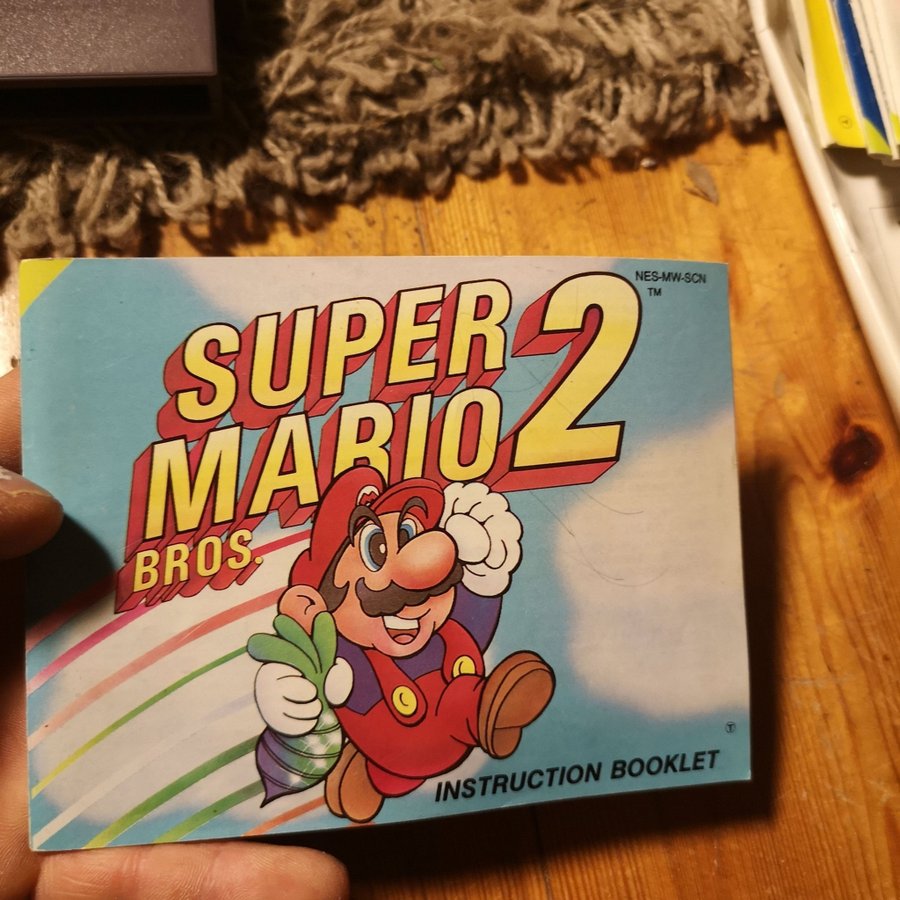 NES-MW-SCN
TM
SUPER
MARIO 2
BROS.
M
T
INSTRUCTION BOOKLET